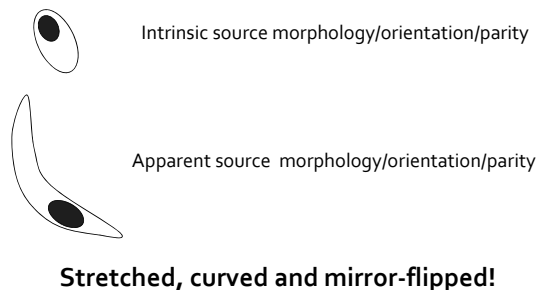 Intrinsic source morphology/orientation/parity
Apparent source morphology/orientation/parity
Stretched, curved and mirror-flipped!